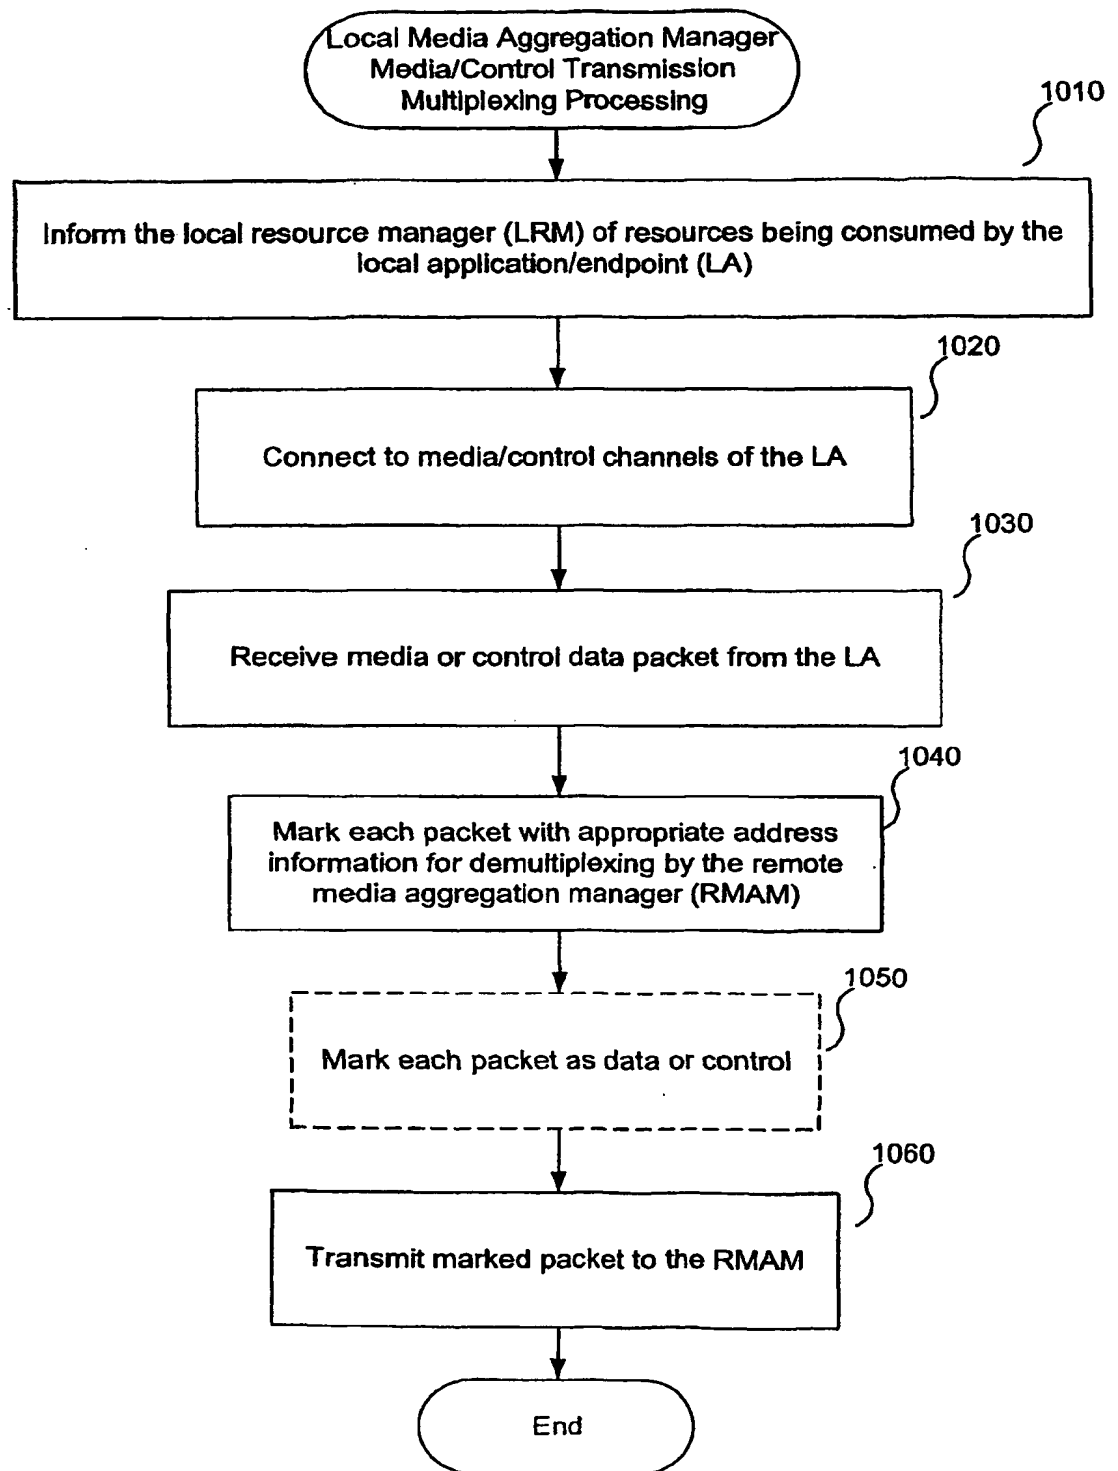 Local Media Aggregation Manager
Media/Control Transmission
Multiplexing Processing
1010
Inform the local resource manager (LRM) of resources being consumed by the
local application/endpoint (LA)
1020
Connect to media/control channels of the LA
1030
Receive media or control data packet from the LA
1040
Mark each packet with appropriate address
information for demultiplexing by the remote
media aggregation manager (RMAM)
1050
Mark each packet as data or control
1060
Transmit marked packet to the RMAM
End